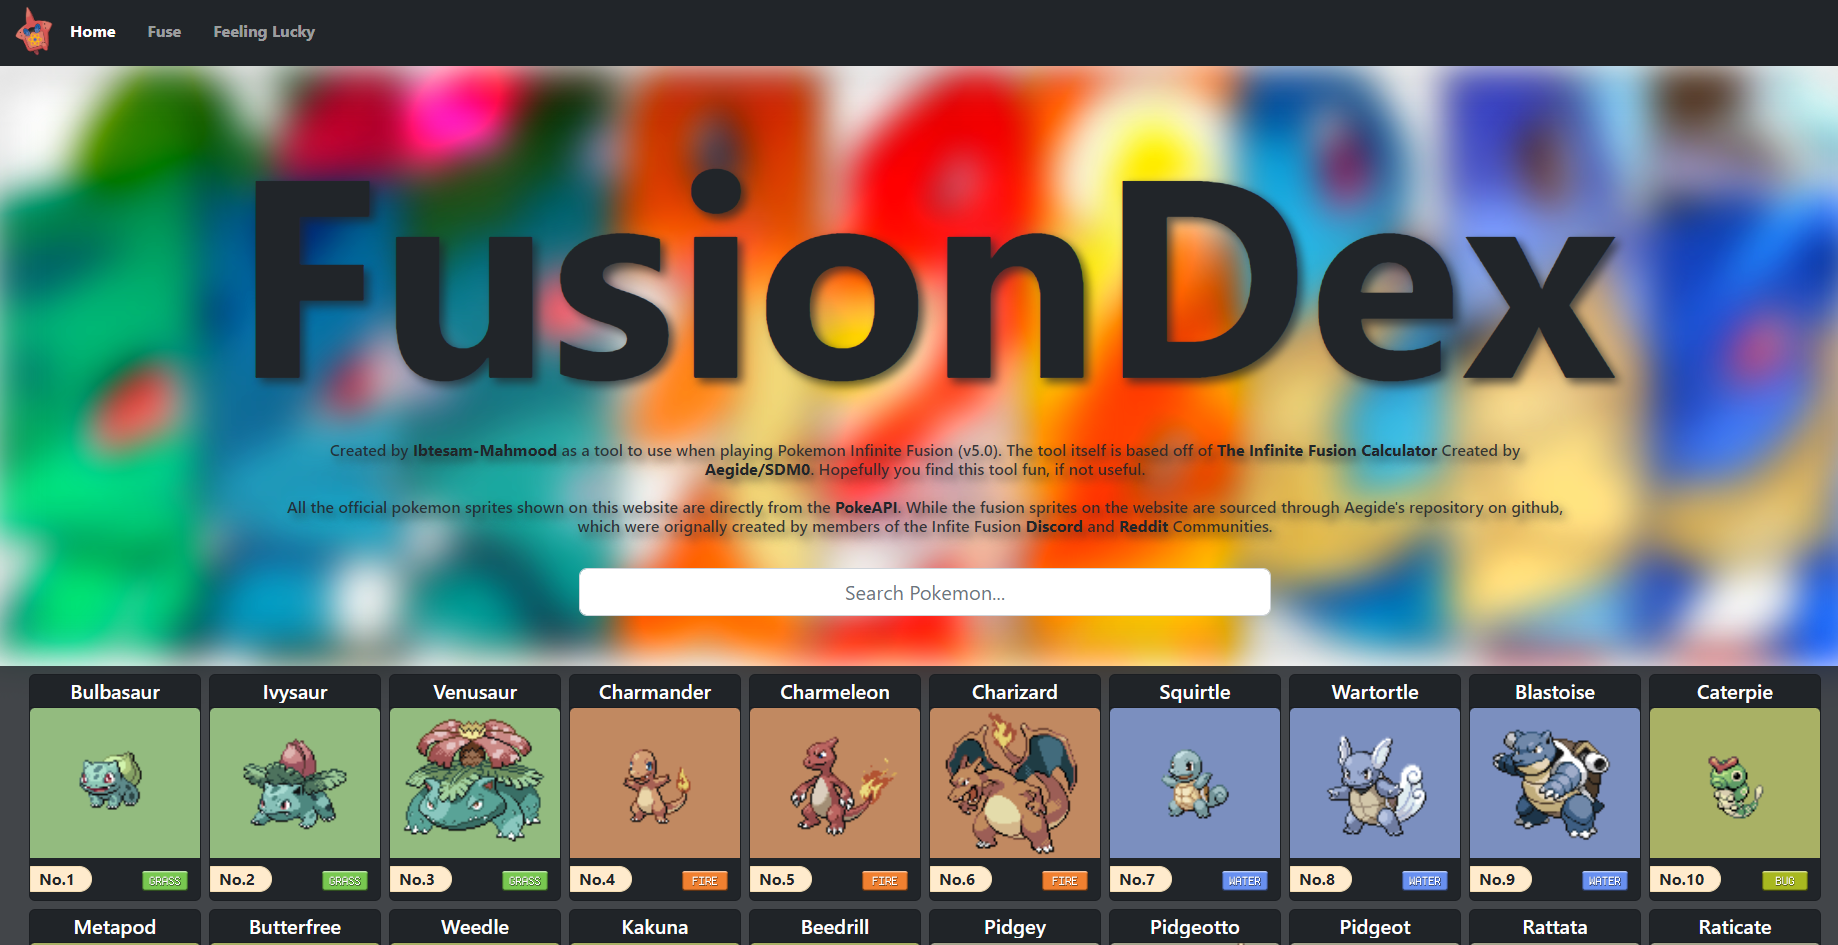 Home Fuse Feeling Lucky
FusionDex
Created by Ibtesam-Mahmood as a tool to use when playing Pokemon Infinite Fusion (v5.0). The tool itself is based off of The Infinite Fusion Calculator Created by
Aegide/SDM0. Hopefully you find this tool fun, if not useful.
All the official pokemon sprites shown on this website are directly from the PokeAPI. While the fusion sprites on the website are sourced through Aegide's repository on github,
which were orignally created by members of the Infite Fusion Discord and Reddit Communities.
Search Pokemon...
Bulbasaur Ivysaur Venusaur Charmander Charmeleon Charizard Squirtle Wartortle Blastoise Caterpie
No.1 GRASS No.2 GRASS No.3 GRASS No.4 FIRE No.5 FIRE No.6 FIRE No.7 WATER No.8 WATER No.9 WATER No.10 BUG
Metapod Butterfree Weedle Kakuna Beedrill Pidgey Pidgeotto Pidgeot Rattata Raticate